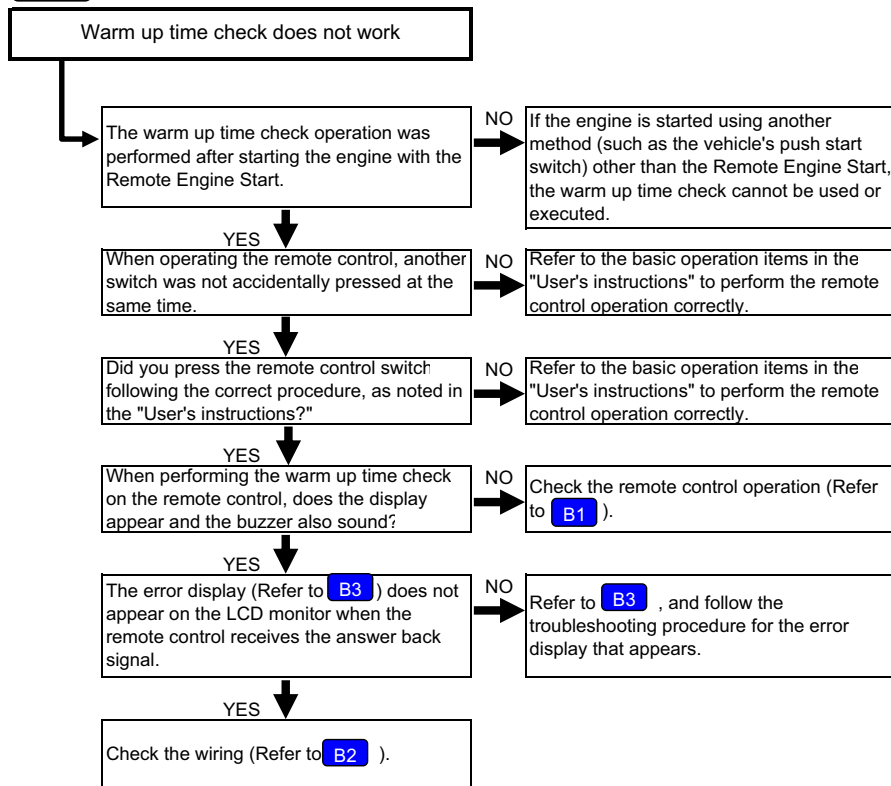 Warm up time check does not work
The warm up time check operation was
performed after starting the engine with the
Remote Engine Start.
NO
If the engine is started using another
method (such as the vehicle's push start
switch) other than the Remote Engine Start,
the warm up time check cannot be used or
executed.
YES
When operating the remote control, another
switch was not accidentally pressed at the
same time.
NO
Refer to the basic operation items in the
"User's instructions" to perform the remote
control operation correctly.
YES
Did you press the remote control switch
following the correct procedure, as noted in
the "User's instructions?"
NO
Refer to the basic operation items in the
"User's instructions" to perform the remote
control operation correctly.
YES
When performing the warm up time check
on the remote control, does the display
appear and the buzzer also sound?
NO
Check the remote control operation (Refer
to B1 ).
YES
The error display (Refer to B3 ) does not
appear on the LCD monitor when the
remote control receives the answer back
signal.
NO
Refer to B3 , and follow the
troubleshooting procedure for the error
display that appears.
YES
Check the wiring (Refer to B2 ).